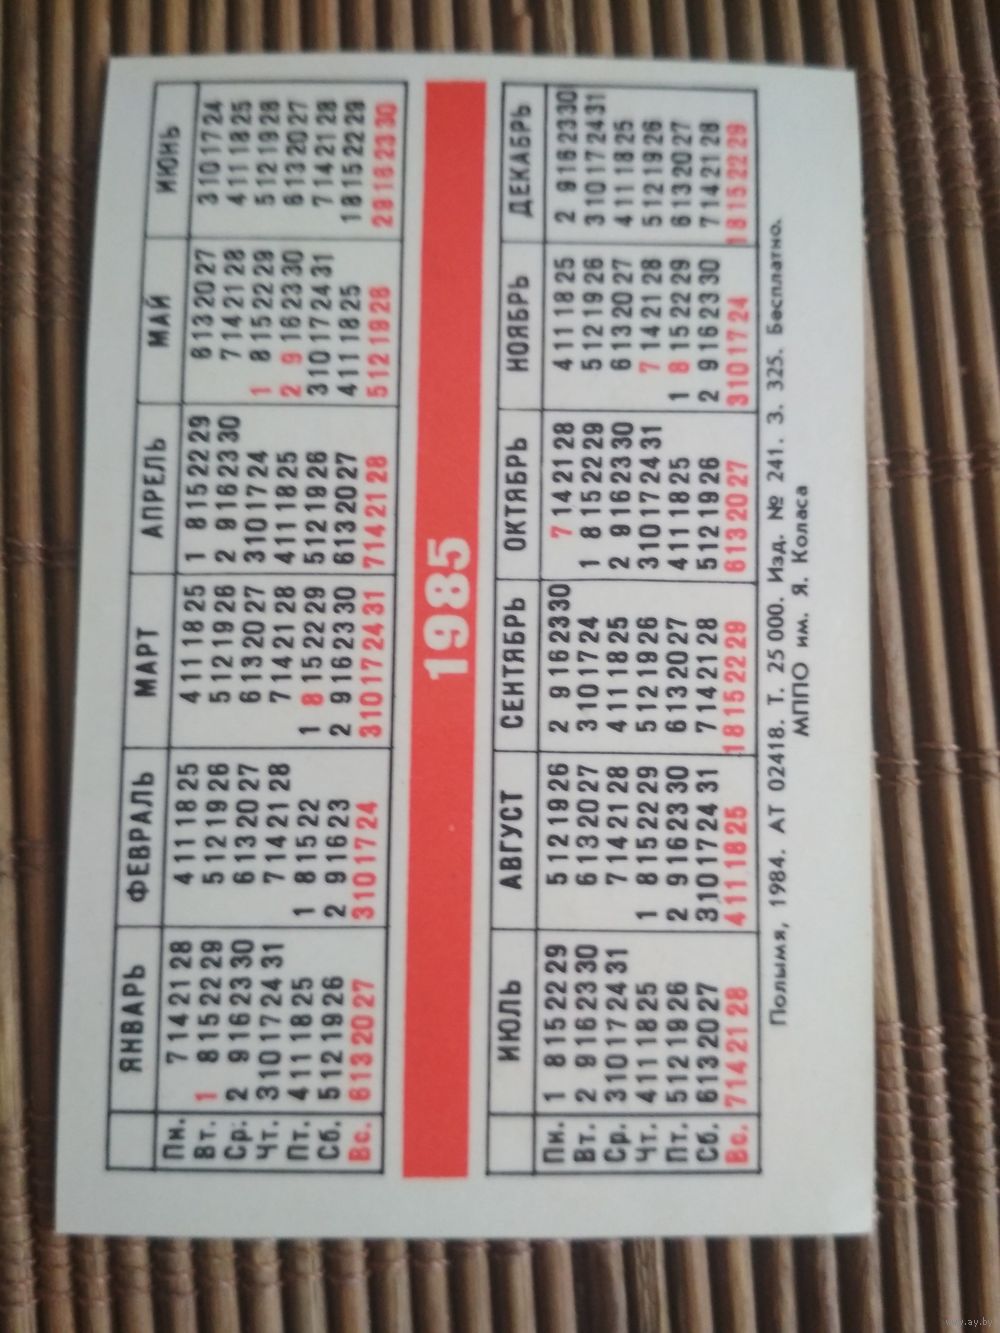 ЯНВАРЬ ФЕВРАЛЬ МАРТ АПРЕЛЬ МАЙ ИЮНЬ
Пн. 7 14 21 28 4 11 18 25 4 11 18 25 1 8 15 22 29 6 13 20 27 3 10 17 24
Вт. 1 8 15 22 29 5 12 19 26 5 12 19 26 2 9 16 23 30 7 14 21 28 4 11 18 25
Ср. 2 9 16 23 30 6 13 20 27 6 13 20 27 3 10 17 24 1 8 15 22 29 5 12 19 26
Чт. 3 10 17 24 31 7 14 21 28 7 14 21 28 4 11 18 25 2 9 16 23 30 6 13 20 27
Пт. 4 11 18 25 1 8 15 22 1 8 15 22 29 5 12 19 26 3 10 17 24 31 7 14 21 28
Сб. 5 12 19 26 2 9 16 23 2 9 16 23 30 6 13 20 27 4 11 18 25 1 8 15 22 29
Вс. 6 13 20 27 3 10 17 24 3 10 17 24 31 7 14 21 28 5 12 19 26 2 9 16 23 30
1985
ИЮЛЬ АВГУСТ СЕНТЯБРЬ ОКТЯБРЬ НОЯБРЬ ДЕКАБРЬ
Пн. 1 8 15 22 29 5 12 19 26 2 9 16 23 30 7 14 21 28 4 11 18 25 2 9 16 23 30
Вт. 2 9 16 23 30 6 13 20 27 3 10 17 24 1 8 15 22 29 5 12 19 26 3 10 17 24 31
Ср. 3 10 17 24 31 7 14 21 28 4 11 18 25 2 9 16 23 30 6 13 20 27 4 11 18 25
Чт. 4 11 18 25 1 8 15 22 29 5 12 19 26 3 10 17 24 31 7 14 21 28 5 12 19 26
Пт. 5 12 19 26 2 9 16 23 30 6 13 20 27 4 11 18 25 1 8 15 22 29 6 13 20 27
Сб. 6 13 20 27 3 10 17 24 31 7 14 21 28 5 12 19 26 2 9 16 23 30 7 14 21 28
Вс. 7 14 21 28 4 11 18 25 1 8 15 22 29 6 13 20 27 3 10 17 24 1 8 15 22 29
Полымя, 1984. АТ 02418. Т. 25 000. Изд. № 241. З. 325. Бесплатно.
МППО им. Я. Коласа
www.ay.by